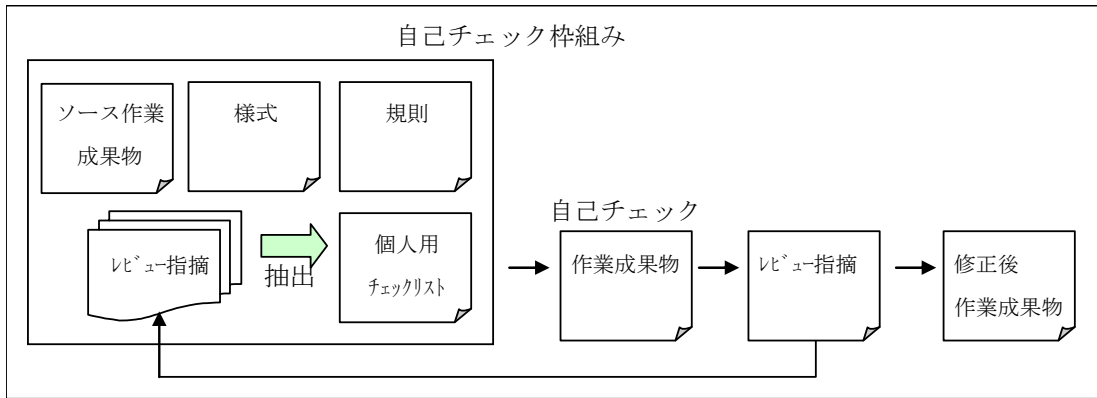 自己チェック枠組み
ソース作業
成果物
様式
規則
レビュー指摘
抽出
個人用
チェックリスト
自己チェック
作業成果物
レビュー指摘
修正後
作業成果物